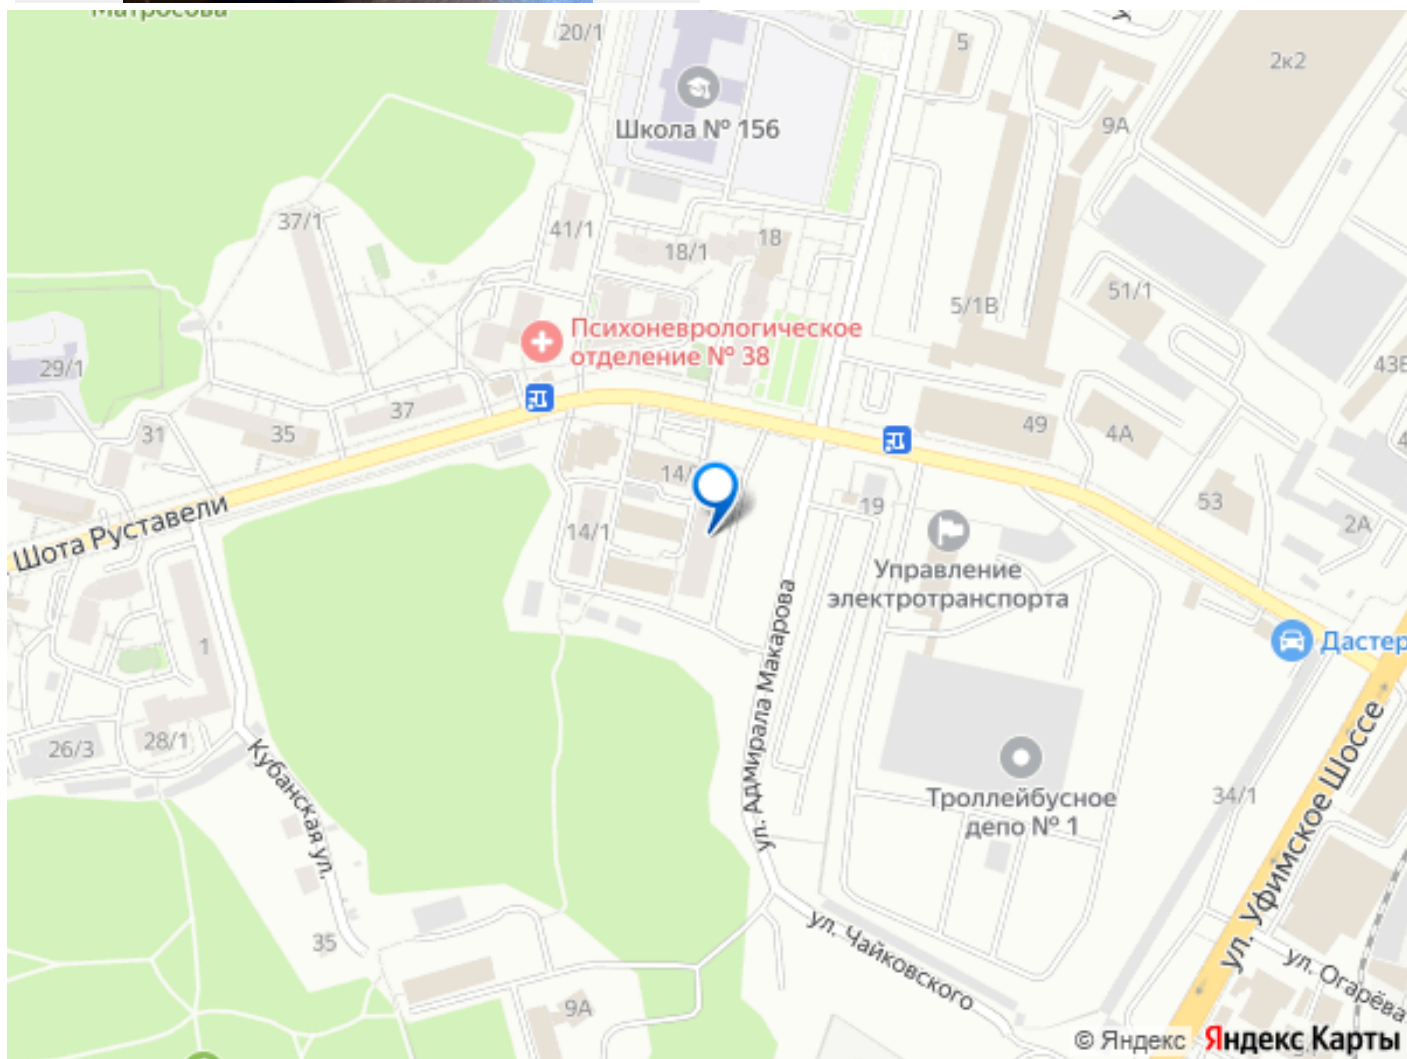 Матросова
20/1
5
2к2
Школа № 156
9А
37/1
41/1
18/1
18
51/1
5/1В
Психоневрологическое
отделение № 38
29/1
43Б
37
35
31
49
4А
14/
53
2А
19
14/1
Шота Руставели
Управление
электротранспорта
Дастер
1
ул. Адмирала Макарова
26/3
28/1
Кубанская ул.
Троллейбусное
депо № 1
34/1
ул. Уфимское Шоссе
35
ул. Чайковского
ул. Огарёва
9А
© Яндекс Яндекс Карты